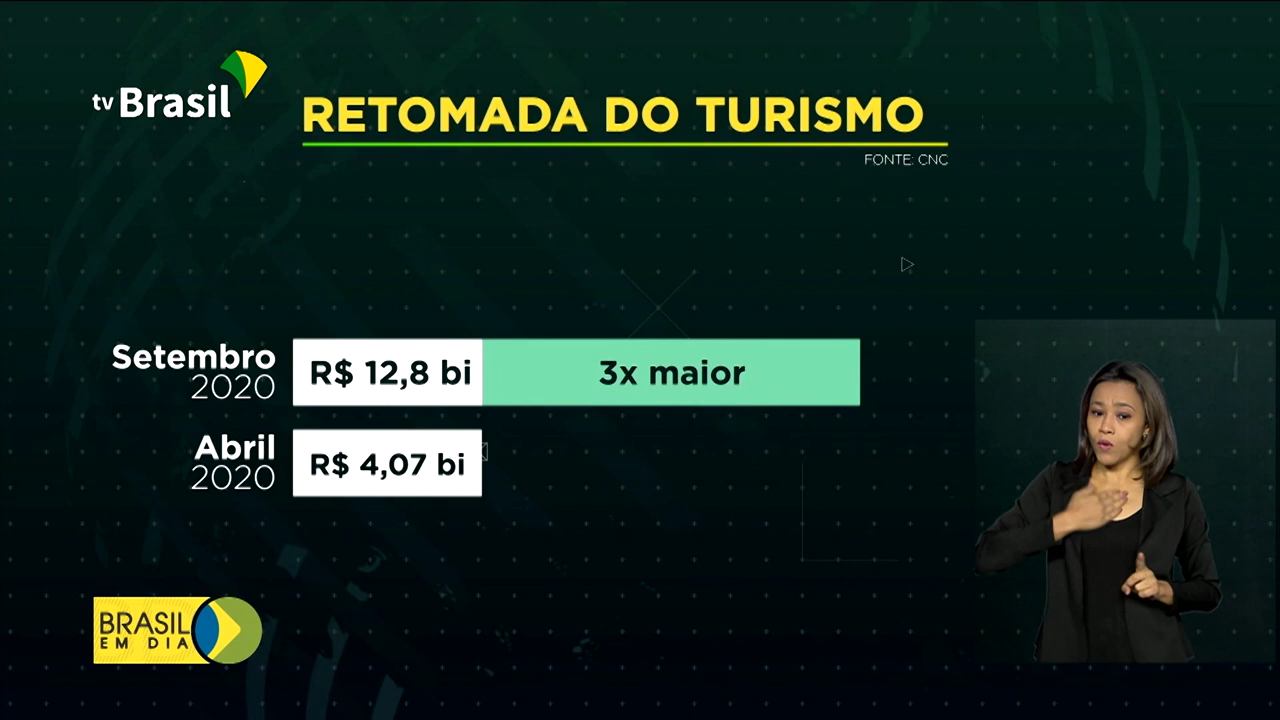 tv Brasil
RETOMADA DO TURISMO
FONTE: CNC
Setembro
2020
R$ 12,8 bi
3x maior
Abril
2020
R$ 4,07 bi
BRASIL
EM DIA